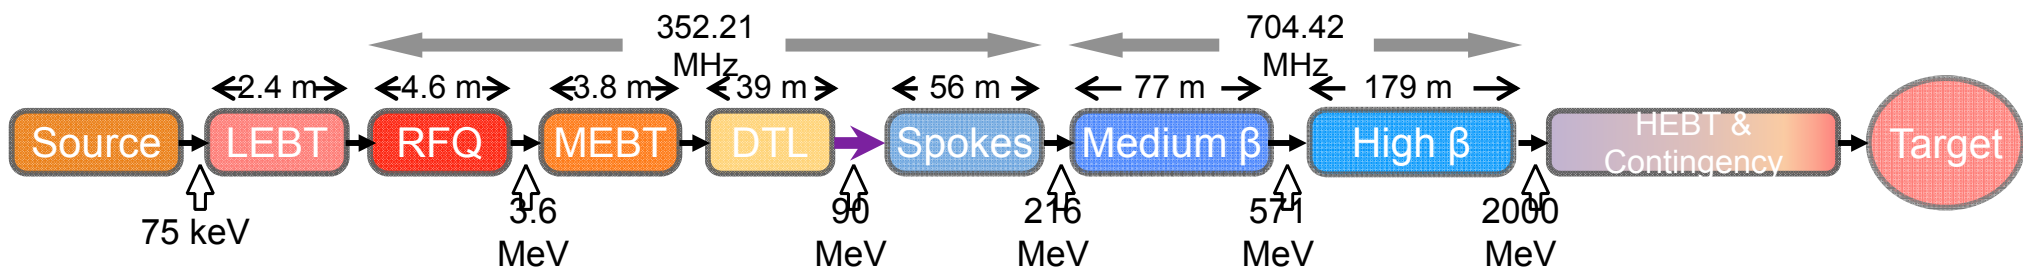 352.21
MHz
704.42
MHz
2.4 m
4.6 m
3.8 m
39 m
56 m
77 m
179 m
Source
LEBT
RFQ
MEBT
DTL
Spokes
Medium β
High β
HEBT &
Contingency
Target
75 keV
3.6
MeV
90
MeV
216
MeV
571
MeV
2000
MeV